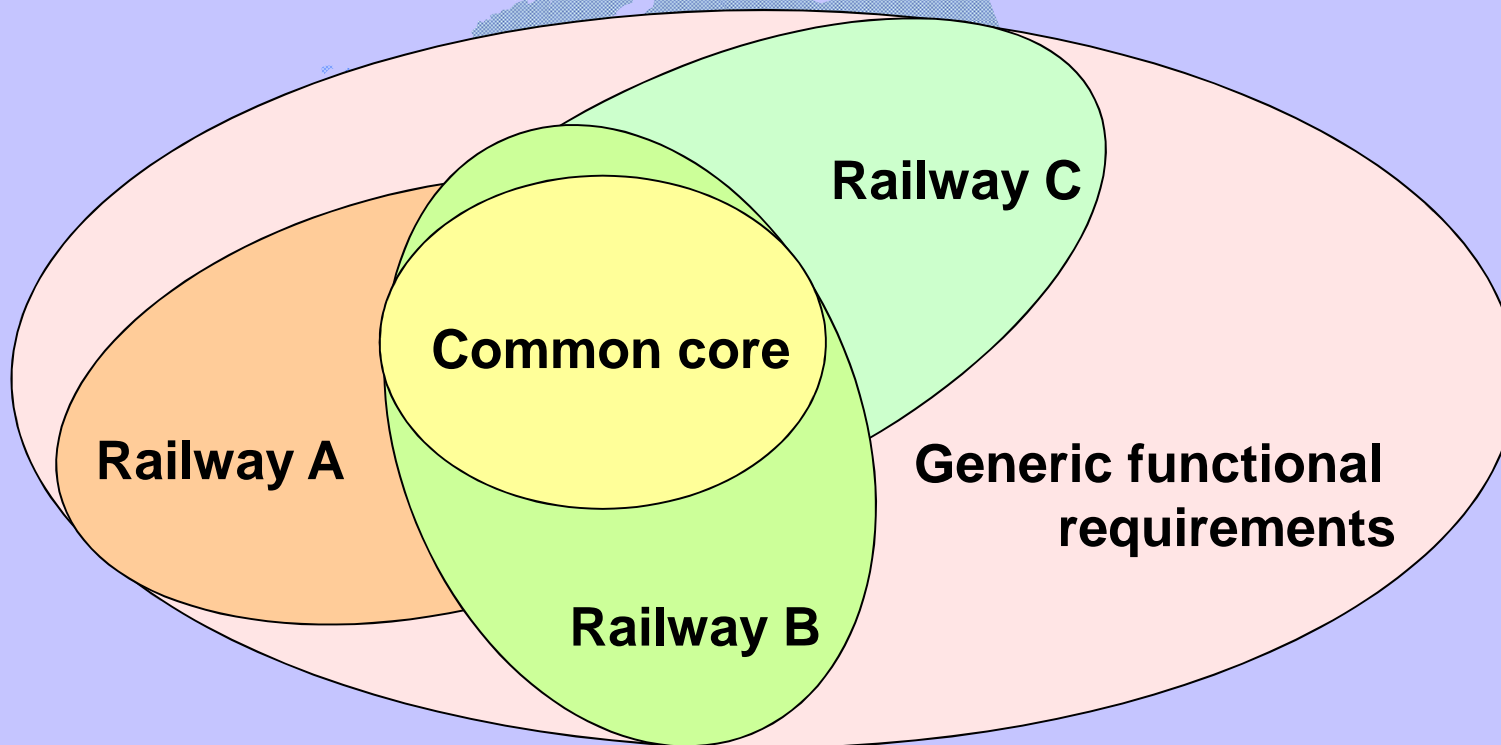 Railway C
Common core
Railway A
Generic functional
requirements
Railway B